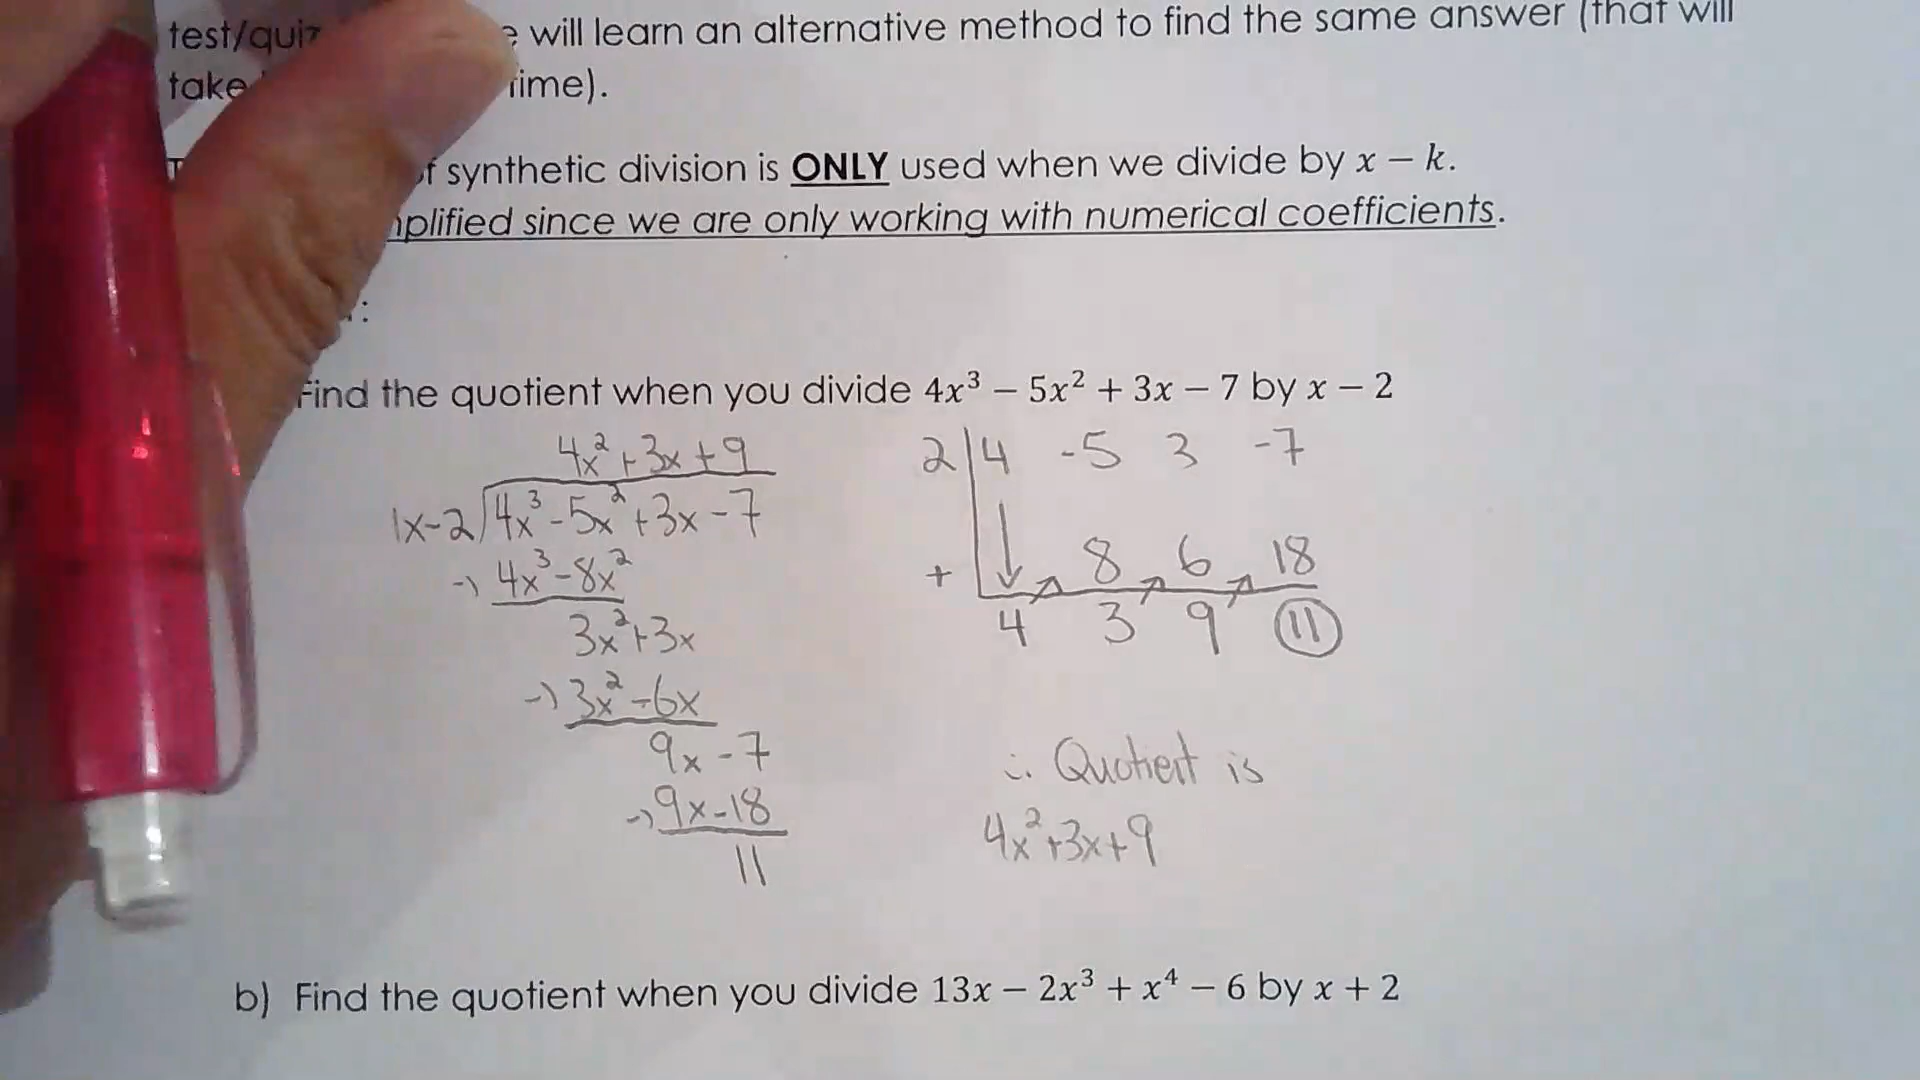 test/quiz will learn an alternative method to find the same answer (that will
take time).
of synthetic division is ONLY used when we divide by x − k.
since we are only working with numerical coefficients.
Find the quotient when you divide 4x³ − 5x² + 3x − 7 by x − 2
4x²+3x+9
1x-2 4x³-5x²+3x-7
-) 4x³-8x²
3x²+3x
-) 3x²-6x
9x-7
-) 9x-18
11
2 | 4 -5 3 -7
+ 8 6 18
4 3 9 11
∴ Quotient is
4x²+3x+9
b) Find the quotient when you divide 13x − 2x³ + x⁴ − 6 by x + 2